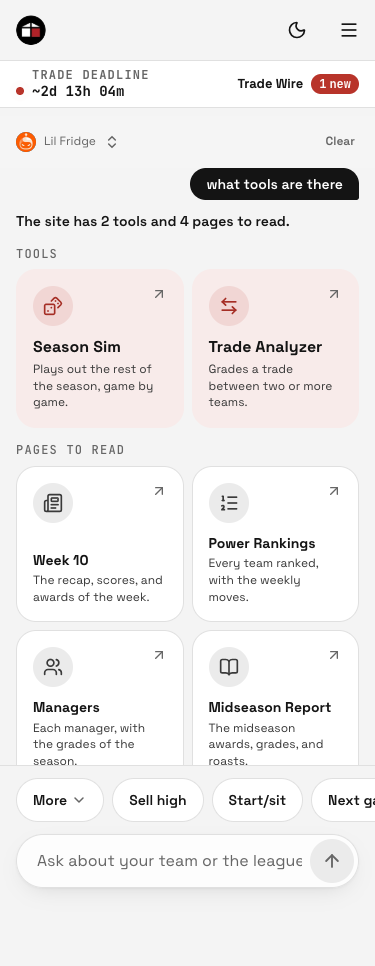 TRADE DEADLINE
~2d 13h 04m
Trade Wire
1 new
Lil Fridge
Clear
what tools are there
The site has 2 tools and 4 pages to read.
TOOLS
Season Sim
Plays out the rest of
the season, game by
game.
Trade Analyzer
Grades a trade
between two or more
teams.
PAGES TO READ
Week 10
The recap, scores, and
awards of the week.
Power Rankings
Every team ranked,
with the weekly
moves.
Managers
Each manager, with
the grades of the
season.
Midseason Report
The midseason
awards, grades, and
roasts.
More
Sell high
Start/sit
Next ga
Ask about your team or the league